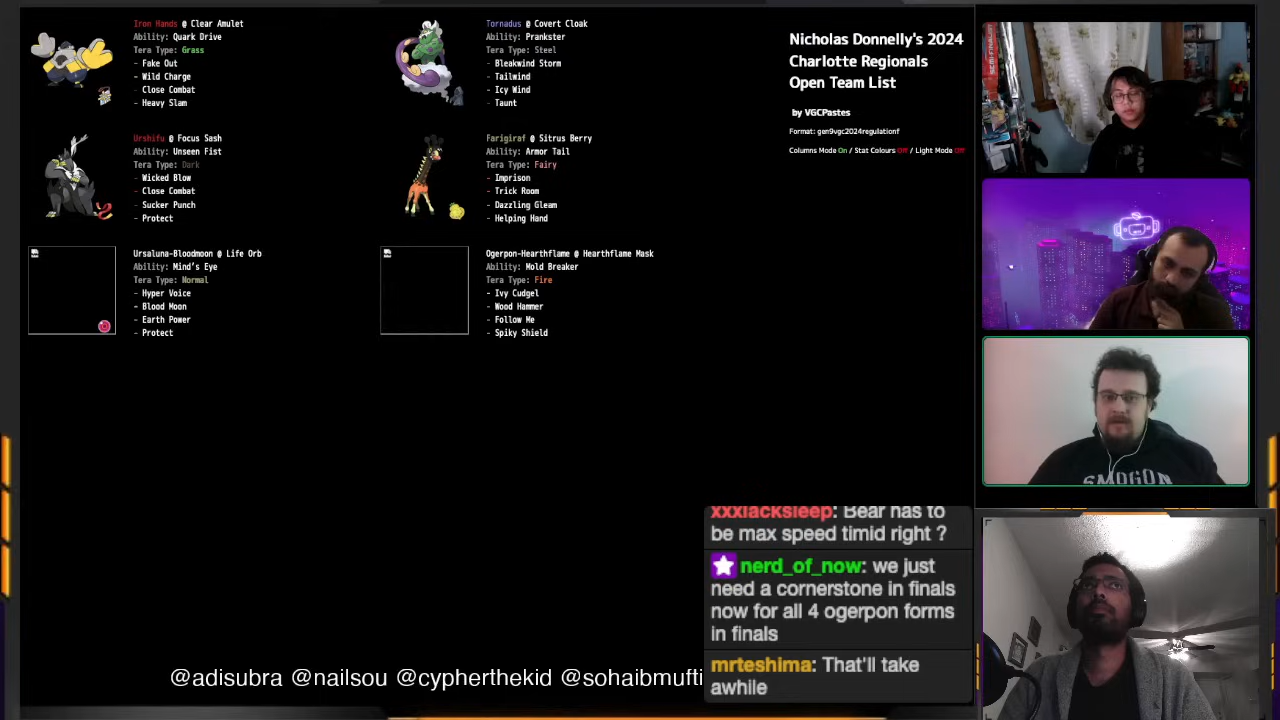 Iron Hands @ Clear Amulet
Ability: Quark Drive
Tera Type: Grass
- Fake Out
- Wild Charge
- Close Combat
- Heavy Slam
Tornadus @ Covert Cloak
Ability: Prankster
Tera Type: Steel
- Bleakwind Storm
- Tailwind
- Icy Wind
- Taunt
Urshifu @ Focus Sash
Ability: Unseen Fist
Tera Type: Dark
- Wicked Blow
- Close Combat
- Sucker Punch
- Protect
Farigiraf @ Sitrus Berry
Ability: Armor Tail
Tera Type: Fairy
- Imprison
- Trick Room
- Dazzling Gleam
- Helping Hand
Ursaluna-Bloodmoon @ Life Orb
Ability: Mind's Eye
Tera Type: Normal
- Hyper Voice
- Blood Moon
- Earth Power
- Protect
Ogerpon-Hearthflame @ Hearthflame Mask
Ability: Mold Breaker
Tera Type: Fire
- Ivy Cudgel
- Wood Hammer
- Follow Me
- Spiky Shield
Nicholas Donnelly's 2024
Charlotte Regionals
Open Team List
by VGCPastes
Format: gen9vgc2024regulationf
Columns Mode On / Stat Colours Off / Light Mode Off
SMOGON
xxxlacksleep: Bear has to
be max speed timid right ?
nerd_of_now: we just
need a cornerstone in finals
now for all 4 ogerpon forms
in finals
mrteshima: That'll take
awhile
@adisubra @nailsou @cypherthekid @sohaibmufti